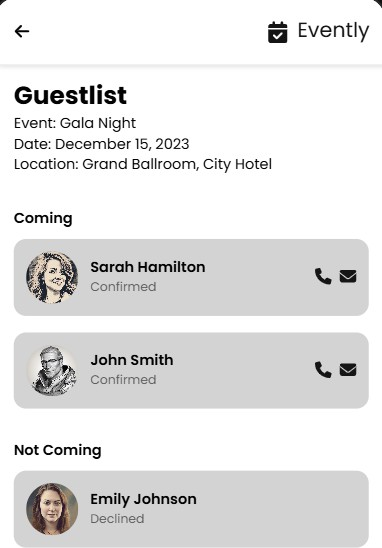 Evently
Guestlist
Event: Gala Night
Date: December 15, 2023
Location: Grand Ballroom, City Hotel
Coming
Sarah Hamilton
Confirmed
John Smith
Confirmed
Not Coming
Emily Johnson
Declined